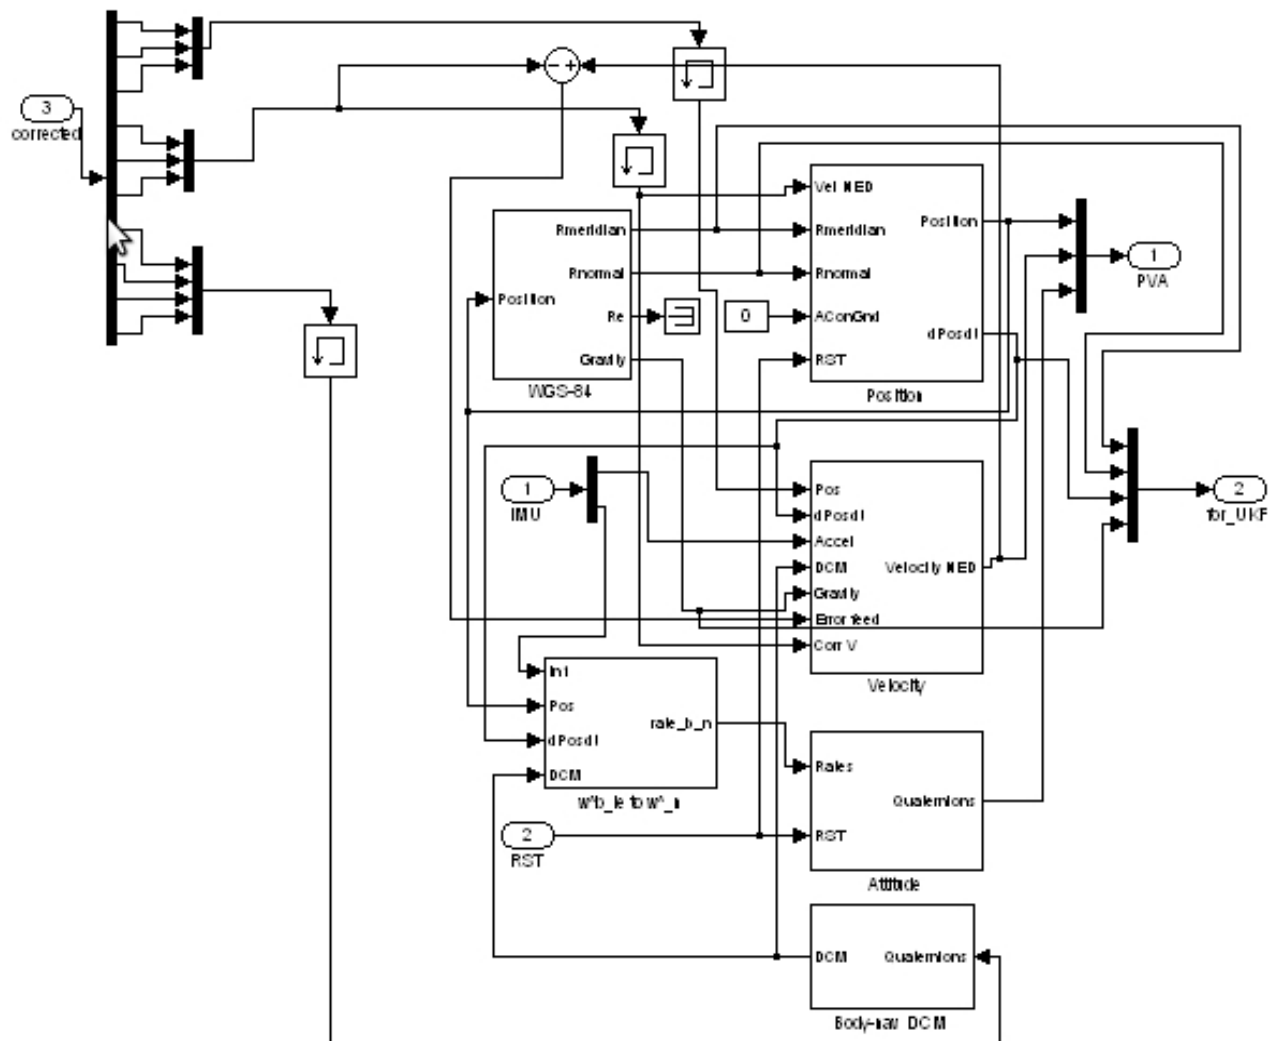 3
corrected
- +
Vel NED
Rmeridian
Rnormal
AConGnd
RST
Position
dPosdt
Position
Position
Rmeridian
Rnormal
Re
Gravity
WGS-84
0
1
PVA
1
IMU
Pos
dPosdt
Accel
DCM
Gravity
Error feed
Corr V
Velocity NED
Velocity
2
for_UKF
Int
Pos
dPosdt
DCM
rate_b_n
2
RST
Rates
RST
Quaternions
Attitude
DCM
Quaternions
Body-nav DCM